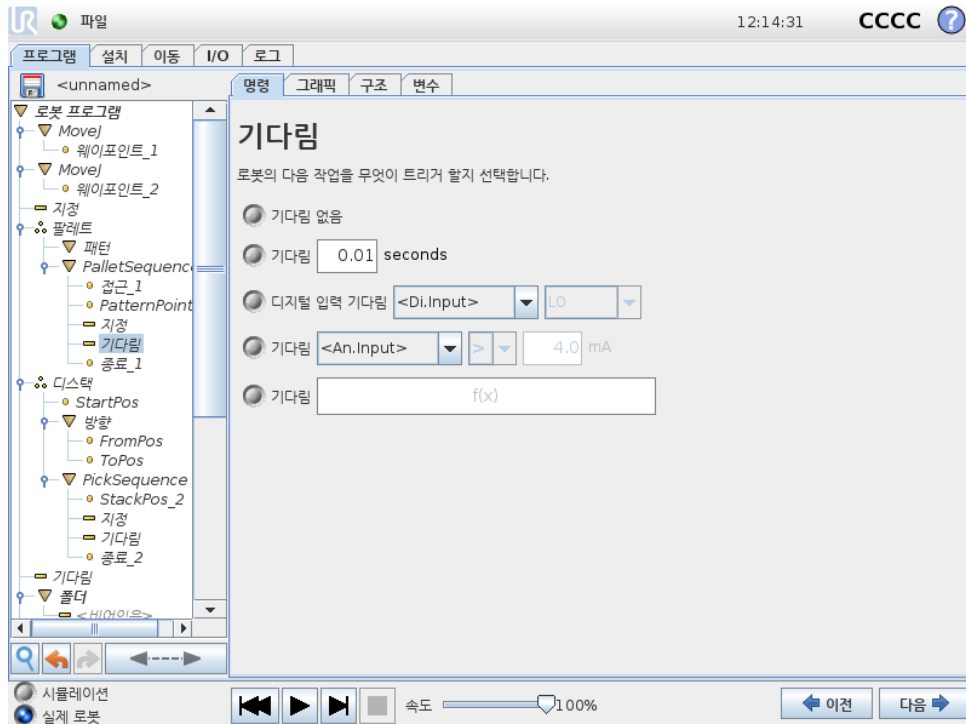 UR 파일 12:14:31 CCCC ?
프로그램 설치 이동 I/O 로그
<unnamed>
명령 그래픽 구조 변수
로봇 프로그램
MoveJ
웨이포인트_1
MoveJ
웨이포인트_2
지정
팔레트
패턴
PalletSequenc
접근_1
PatternPoint
지정
기다림
종료_1
디스택
StartPos
방향
FromPos
ToPos
PickSequence
StackPos_2
지정
기다림
종료_2
기다림
폴더
<비어있음>
기다림
로봇의 다음 작업을 무엇이 트리거 할지 선택합니다.
기다림 없음
기다림 0.01 seconds
디지털 입력 기다림 <Di.Input> LO
기다림 <An.Input> > 4.0 mA
기다림 f(x)
시뮬레이션
실제 로봇
속도 100%
이전 다음